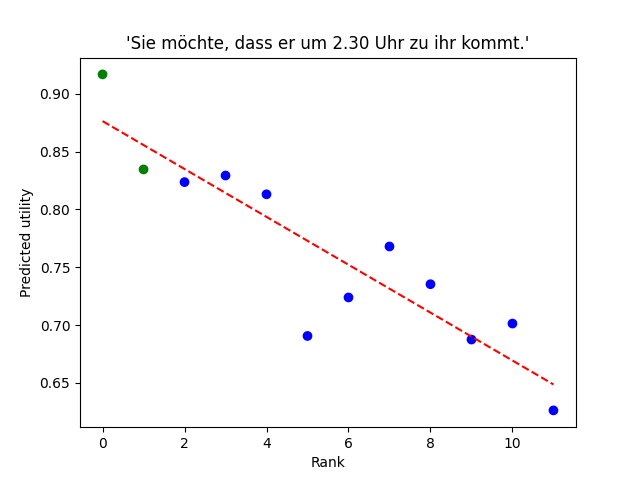 'Sie möchte, dass er um 2.30 Uhr zu ihr kommt.'
Predicted utility
0.90
0.85
0.80
0.75
0.70
0.65
0 2 4 6 8 10
Rank